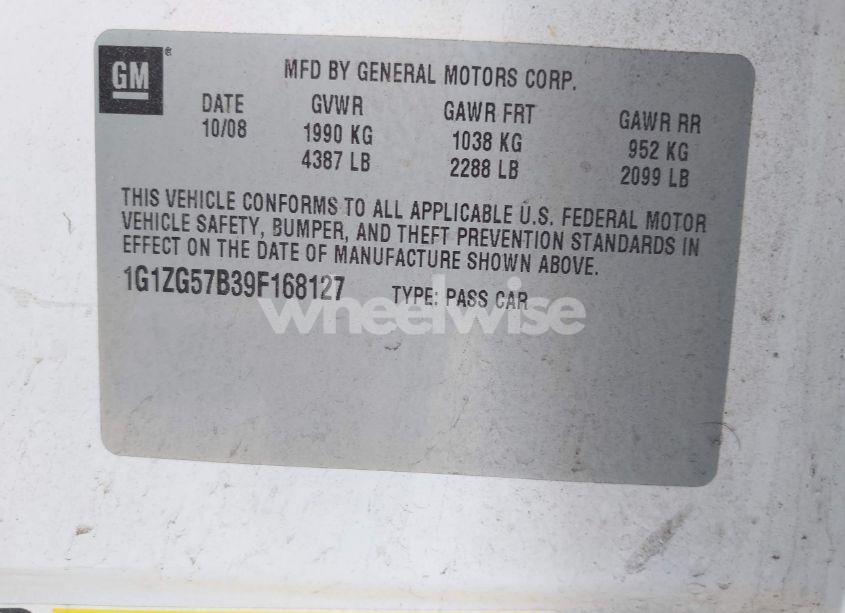 GM®
MFD BY GENERAL MOTORS CORP.
DATE GVWR GAWR FRT GAWR RR
10/08 1990 KG 1038 KG 952 KG
4387 LB 2288 LB 2099 LB
THIS VEHICLE CONFORMS TO ALL APPLICABLE U.S. FEDERAL MOTOR
VEHICLE SAFETY, BUMPER, AND THEFT PREVENTION STANDARDS IN
EFFECT ON THE DATE OF MANUFACTURE SHOWN ABOVE.
1G1ZG57B39F168127 TYPE: PASS CAR
wheelwise